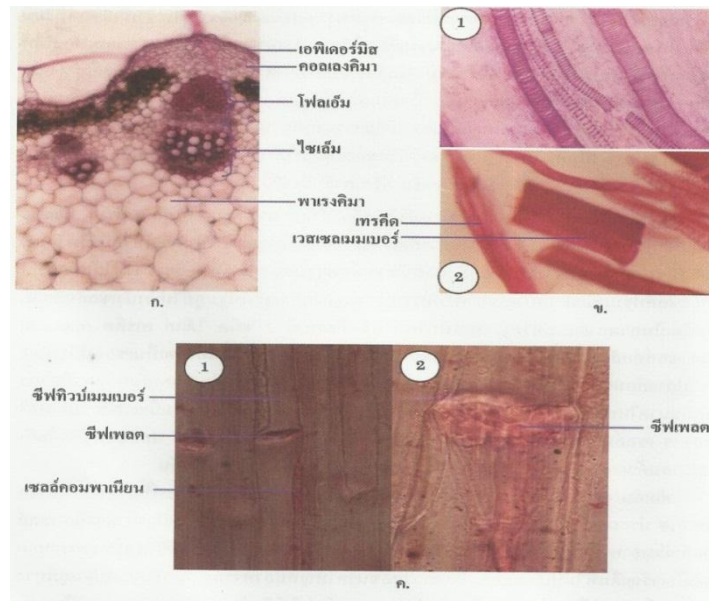 เอพิเดอร์มิส
คอลเลงคิมา
โฟลเอ็ม
ไซเล็ม
พาเรงคิมา
ก.
1
เทรคีด
เวสเซลเมมเบอร์
2
ข.
1
ซีฟทิวบ์เมมเบอร์
ซีฟเพลต
เซลล์คอมพาเนียน
2
ซีฟเพลต
ค.